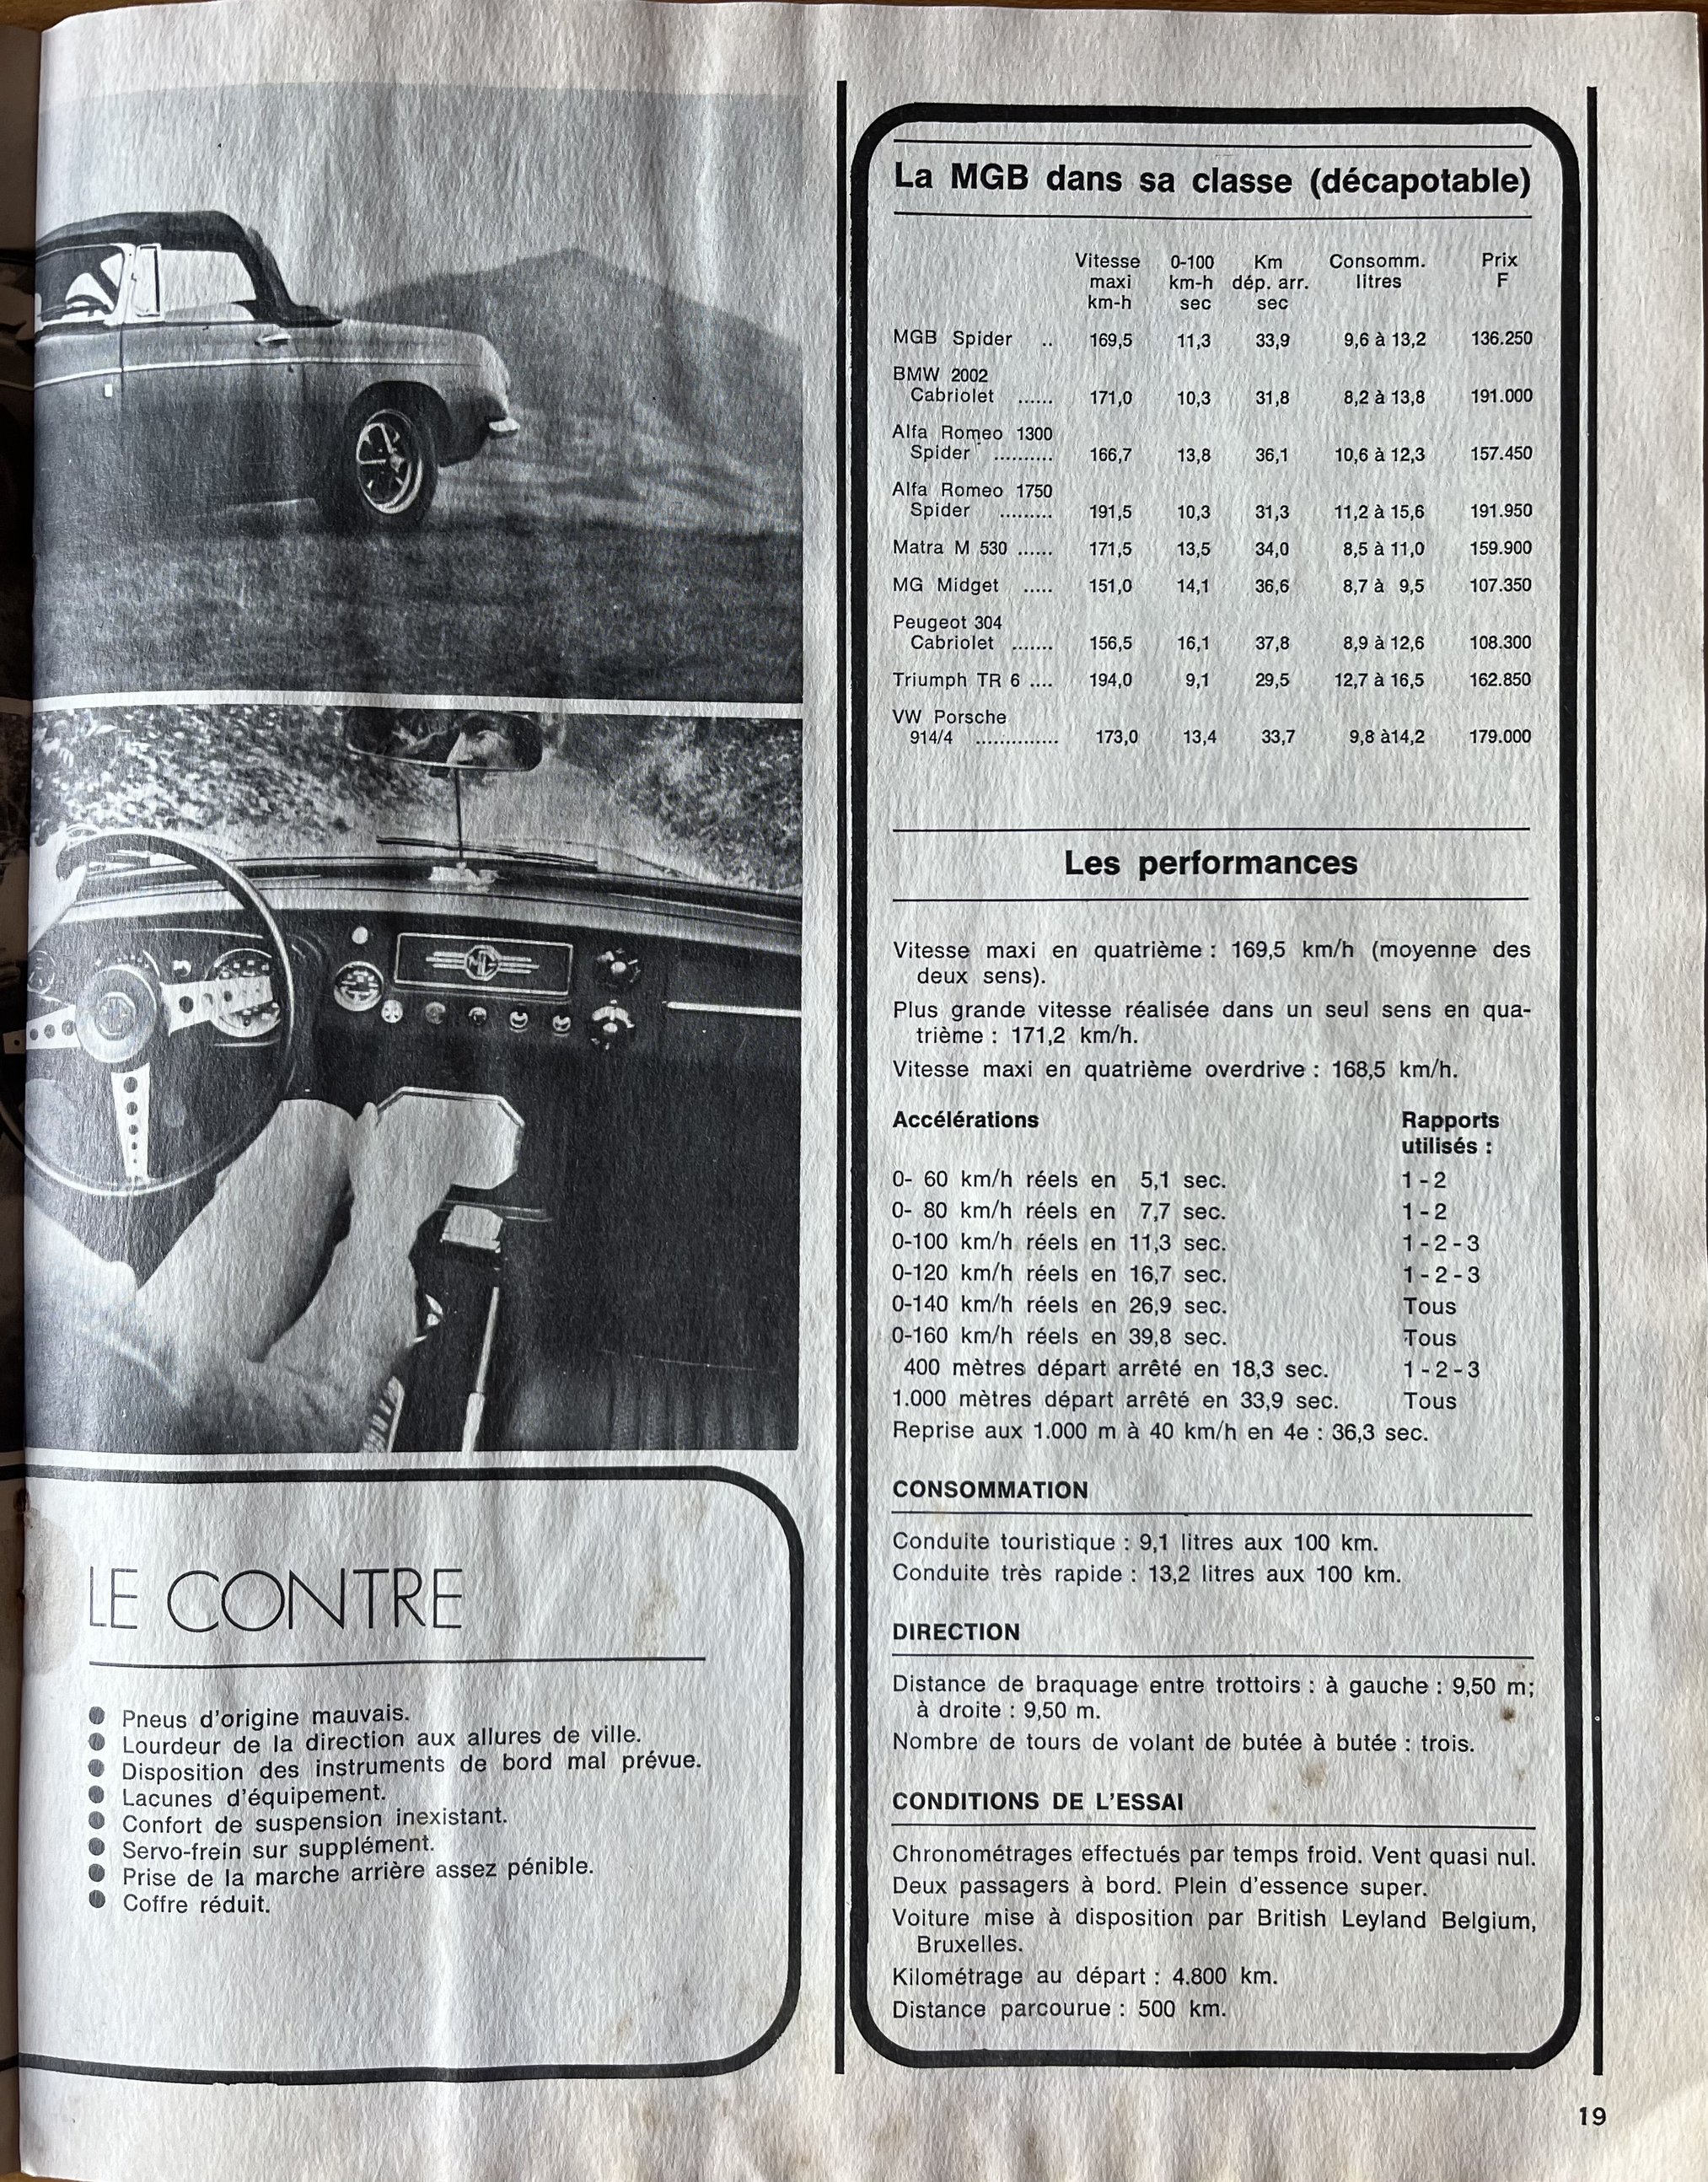 LE CONTRE
● Pneus d'origine mauvais.
● Lourdeur de la direction aux allures de ville.
● Disposition des instruments de bord mal prévue.
● Lacunes d'équipement.
● Confort de suspension inexistant.
● Servo-frein sur supplément.
● Prise de la marche arrière assez pénible.
● Coffre réduit.
La MGB dans sa classe (décapotable)
Vitesse 0-100 Km Consomm. Prix
maxi km-h dép. arr. litres F
km-h sec sec
MGB Spider .. 169,5 11,3 33,9 9,6 à 13,2 136.250
BMW 2002
Cabriolet ...... 171,0 10,3 31,8 8,2 à 13,8 191.000
Alfa Romeo 1300
Spider .......... 166,7 13,8 36,1 10,6 à 12,3 157.450
Alfa Romeo 1750
Spider ......... 191,5 10,3 31,3 11,2 à 15,6 191.950
Matra M 530 ...... 171,5 13,5 34,0 8,5 à 11,0 159.900
MG Midget ..... 151,0 14,1 36,6 8,7 à 9,5 107.350
Peugeot 304
Cabriolet ....... 156,5 16,1 37,8 8,9 à 12,6 108.300
Triumph TR 6 .... 194,0 9,1 29,5 12,7 à 16,5 162.850
VW Porsche
914/4 .............. 173,0 13,4 33,7 9,8 à14,2 179.000
Les performances
Vitesse maxi en quatrième : 169,5 km/h (moyenne des
deux sens).
Plus grande vitesse réalisée dans un seul sens en qua-
trième : 171,2 km/h.
Vitesse maxi en quatrième overdrive : 168,5 km/h.
Accélérations Rapports
utilisés :
0- 60 km/h réels en 5,1 sec. 1 - 2
0- 80 km/h réels en 7,7 sec. 1 - 2
0-100 km/h réels en 11,3 sec. 1 - 2 - 3
0-120 km/h réels en 16,7 sec. 1 - 2 - 3
0-140 km/h réels en 26,9 sec. Tous
0-160 km/h réels en 39,8 sec. Tous
400 mètres départ arrêté en 18,3 sec. 1 - 2 - 3
1.000 mètres départ arrêté en 33,9 sec. Tous
Reprise aux 1.000 m à 40 km/h en 4e : 36,3 sec.
CONSOMMATION
Conduite touristique : 9,1 litres aux 100 km.
Conduite très rapide : 13,2 litres aux 100 km.
DIRECTION
Distance de braquage entre trottoirs : à gauche : 9,50 m;
à droite : 9,50 m.
Nombre de tours de volant de butée à butée : trois.
CONDITIONS DE L'ESSAI
Chronométrages effectués par temps froid. Vent quasi nul.
Deux passagers à bord. Plein d'essence super.
Voiture mise à disposition par British Leyland Belgium,
Bruxelles.
Kilométrage au départ : 4.800 km.
Distance parcourue : 500 km.
19